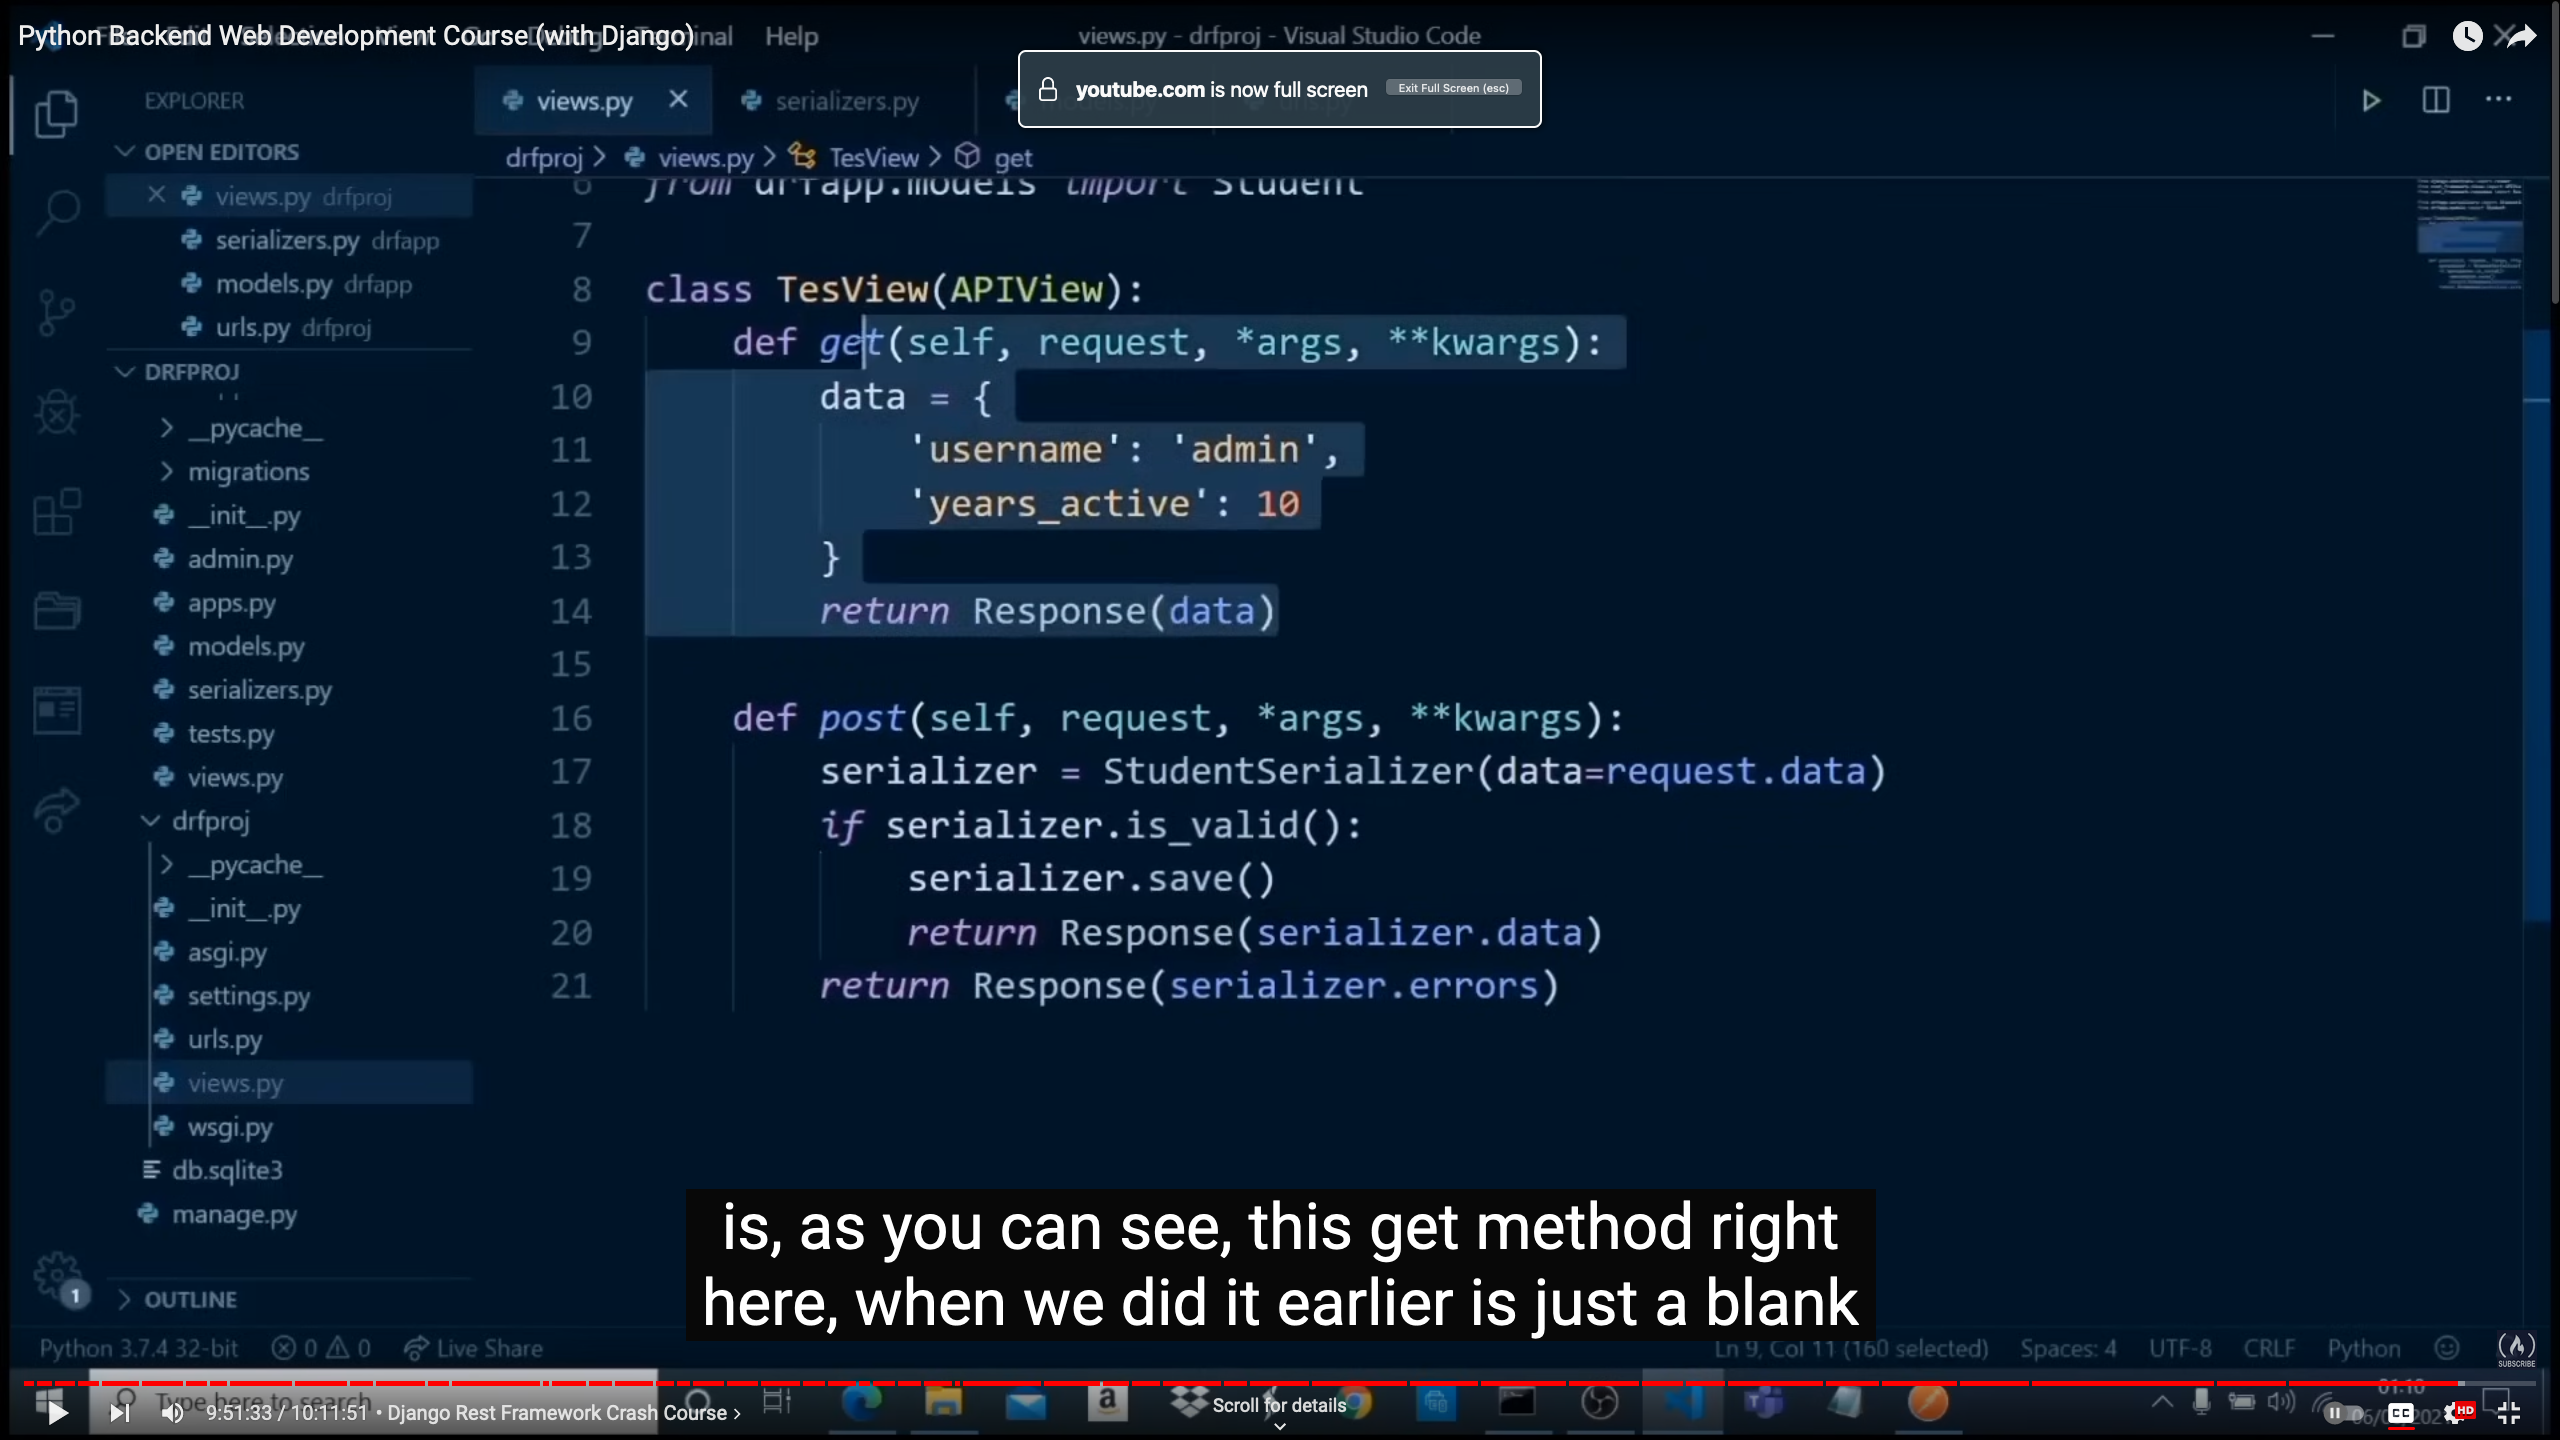 Python Backend Web Development Course (with Django)
Help
views.py - drfproj - Visual Studio Code
youtube.com is now full screen
Exit Full Screen (esc)
EXPLORER
views.py
serializers.py
OPEN EDITORS
views.py drfproj
serializers.py drfapp
models.py drfapp
urls.py drfproj
DRFPROJ
__pycache__
migrations
__init__.py
admin.py
apps.py
models.py
serializers.py
tests.py
views.py
drfproj
__pycache__
__init__.py
asgi.py
settings.py
urls.py
views.py
wsgi.py
db.sqlite3
manage.py
OUTLINE
drfproj > views.py > TesView > get
6 from drfapp.models import Student
7
8 class TesView(APIView):
9 def get(self, request, *args, **kwargs):
10 data = {
11 'username': 'admin',
12 'years_active': 10
13 }
14 return Response(data)
15
16 def post(self, request, *args, **kwargs):
17 serializer = StudentSerializer(data=request.data)
18 if serializer.is_valid():
19 serializer.save()
20 return Response(serializer.data)
21 return Response(serializer.errors)
is, as you can see, this get method right
here, when we did it earlier is just a blank
1
Python 3.7.4 32-bit 0 0 Live Share
Ln 9, Col 11 (160 selected) Spaces: 4 UTF-8 CRLF Python
SUBSCRIBE
Type here to search
9:51:33 / 10:11:51 • Django Rest Framework Crash Course >
Scroll for details
a
01:10
CC
HD